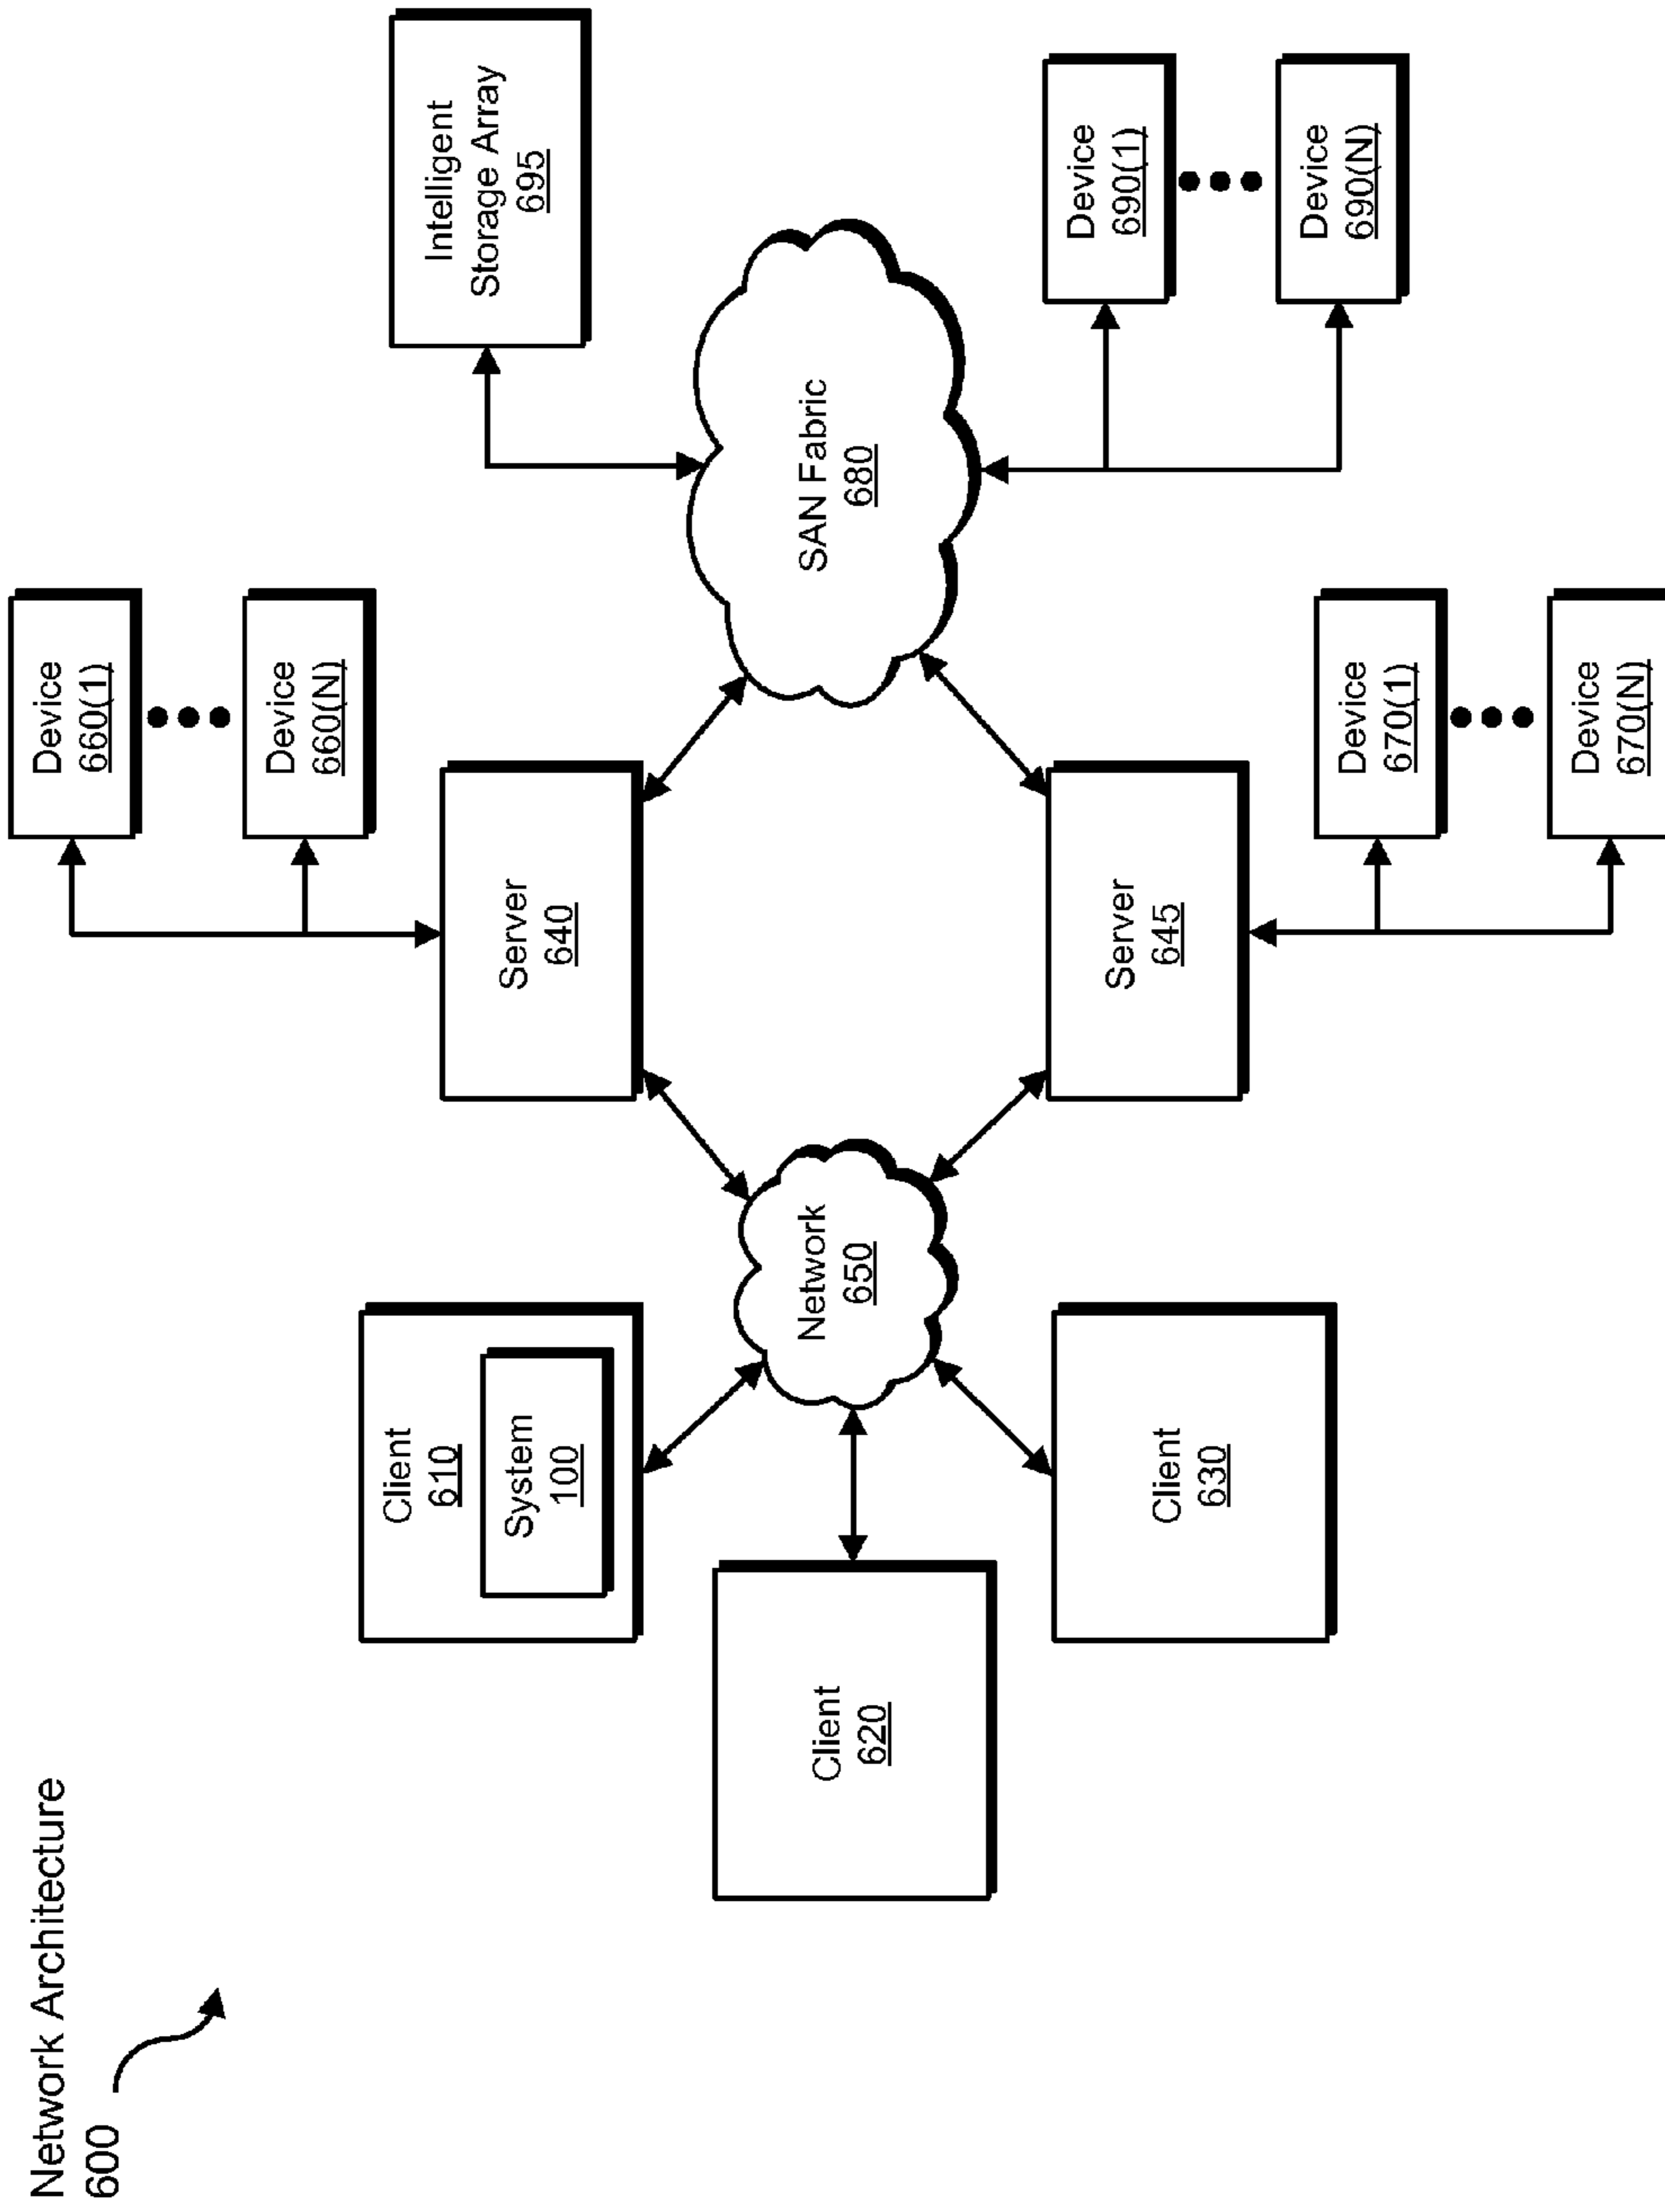 Network Architecture
600
Client
610
System
100
Client
620
Client
630
Network
650
Server
640
Server
645
Device
660(1)
Device
660(N)
Device
670(1)
Device
670(N)
SAN Fabric
680
Intelligent
Storage Array
695
Device
690(1)
Device
690(N)